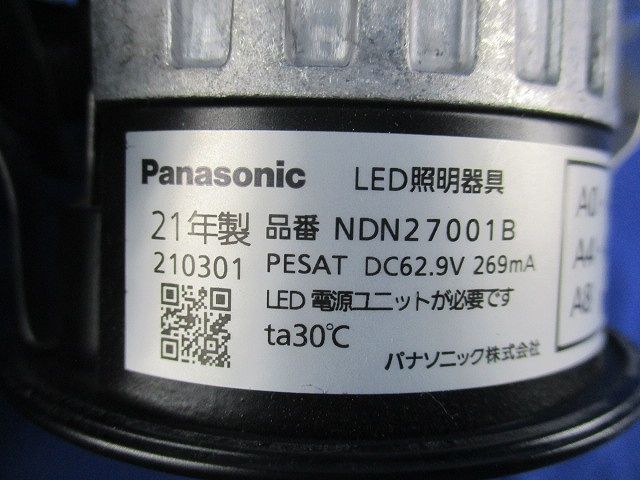 Panasonic LED照明器具
21年製 品番 NDN27001B
210301 PESAT DC62.9V 269mA
LED 電源ユニットが必要です
ta30℃
パナソニック株式会社
A4